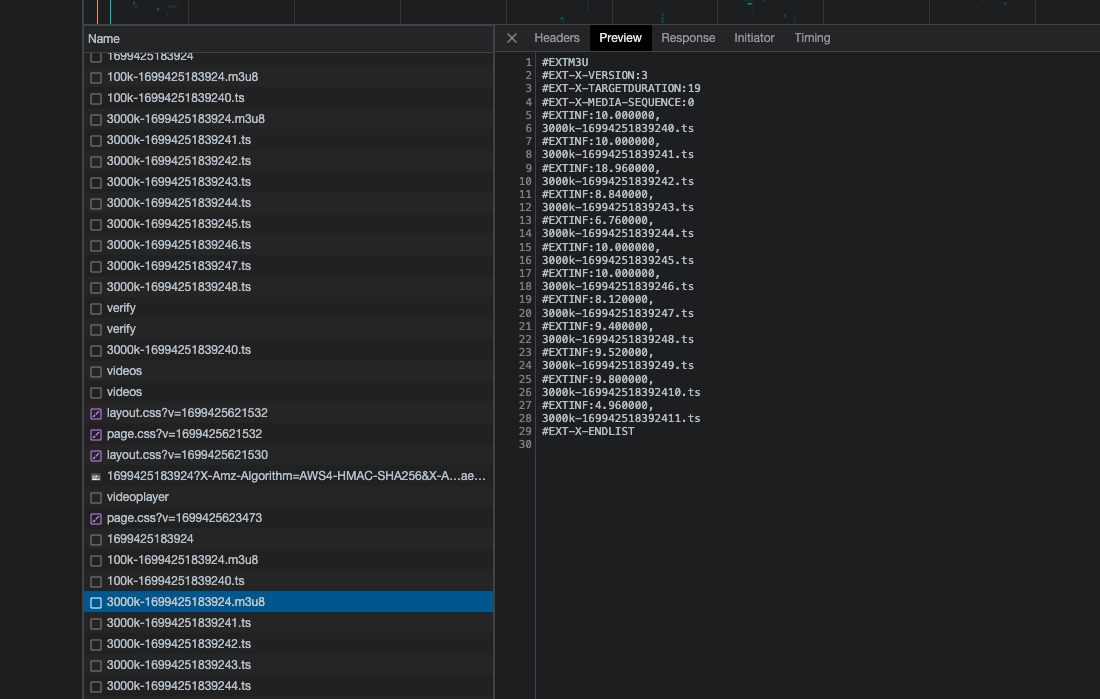 Name
1699425183924
100k-1699425183924.m3u8
100k-16994251839240.ts
3000k-1699425183924.m3u8
3000k-16994251839241.ts
3000k-16994251839242.ts
3000k-16994251839243.ts
3000k-16994251839244.ts
3000k-16994251839245.ts
3000k-16994251839246.ts
3000k-16994251839247.ts
3000k-16994251839248.ts
verify
verify
3000k-16994251839240.ts
videos
videos
layout.css?v=1699425621532
page.css?v=1699425621532
layout.css?v=1699425621530
1699425183924?X-Amz-Algorithm=AWS4-HMAC-SHA256&X-A…ae…
videoplayer
page.css?v=1699425623473
1699425183924
100k-1699425183924.m3u8
100k-16994251839240.ts
3000k-1699425183924.m3u8
3000k-16994251839241.ts
3000k-16994251839242.ts
3000k-16994251839243.ts
3000k-16994251839244.ts
Headers Preview Response Initiator Timing
1 #EXTM3U
2 #EXT-X-VERSION:3
3 #EXT-X-TARGETDURATION:19
4 #EXT-X-MEDIA-SEQUENCE:0
5 #EXTINF:10.000000,
6 3000k-16994251839240.ts
7 #EXTINF:10.000000,
8 3000k-16994251839241.ts
9 #EXTINF:18.960000,
10 3000k-16994251839242.ts
11 #EXTINF:8.840000,
12 3000k-16994251839243.ts
13 #EXTINF:6.760000,
14 3000k-16994251839244.ts
15 #EXTINF:10.000000,
16 3000k-16994251839245.ts
17 #EXTINF:10.000000,
18 3000k-16994251839246.ts
19 #EXTINF:8.120000,
20 3000k-16994251839247.ts
21 #EXTINF:9.400000,
22 3000k-16994251839248.ts
23 #EXTINF:9.520000,
24 3000k-16994251839249.ts
25 #EXTINF:9.800000,
26 3000k-169942518392410.ts
27 #EXTINF:4.960000,
28 3000k-169942518392411.ts
29 #EXT-X-ENDLIST
30